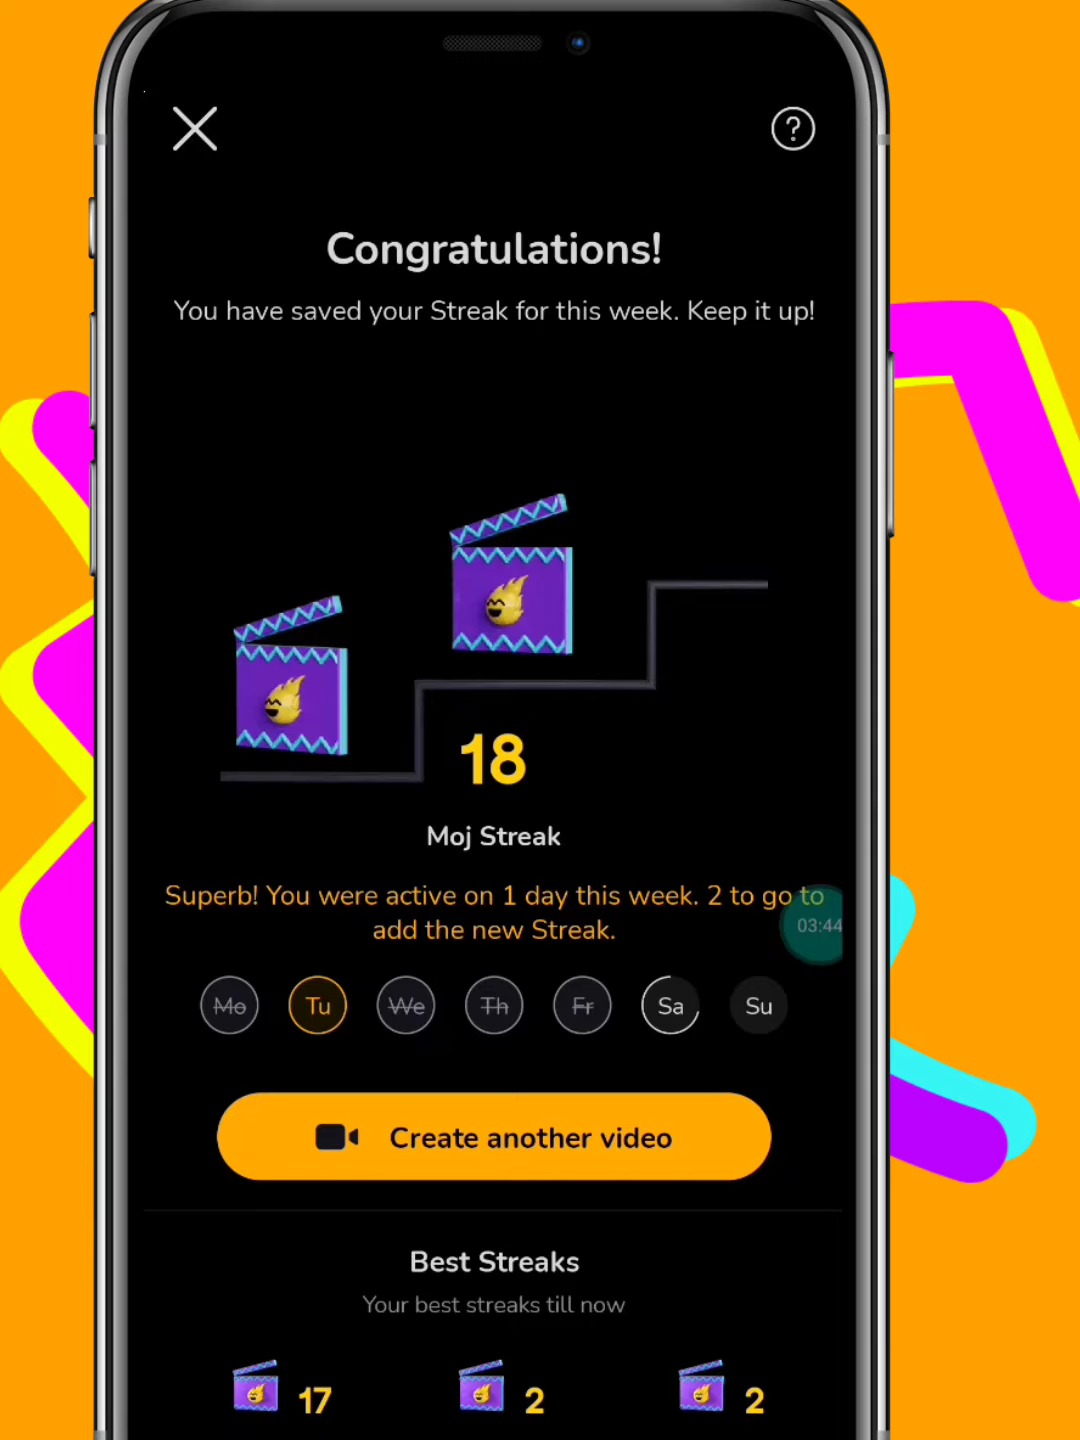 Congratulations!
You have saved your Streak for this week. Keep it up!
18
Moj Streak
Superb! You were active on 1 day this week. 2 to go to
add the new Streak.
03:44
Mo Tu We Th Fr Sa Su
Create another video
Best Streaks
Your best streaks till now
17 2 2